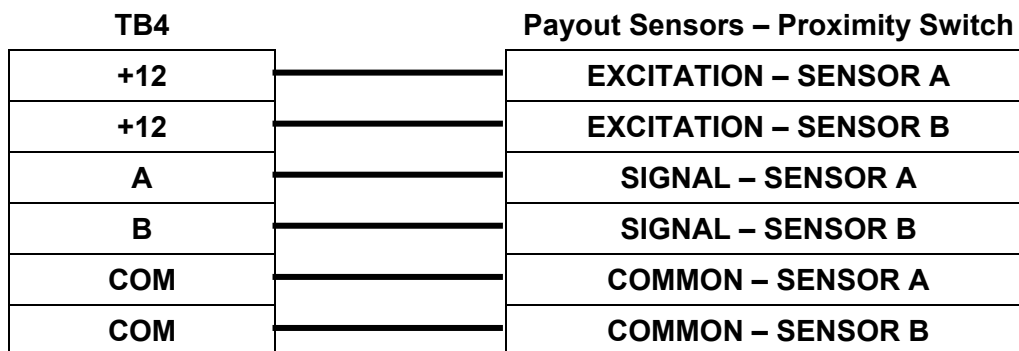 TB4 Payout Sensors – Proximity Switch
+12 EXCITATION – SENSOR A
+12 EXCITATION – SENSOR B
A SIGNAL – SENSOR A
B SIGNAL – SENSOR B
COM COMMON – SENSOR A
COM COMMON – SENSOR B